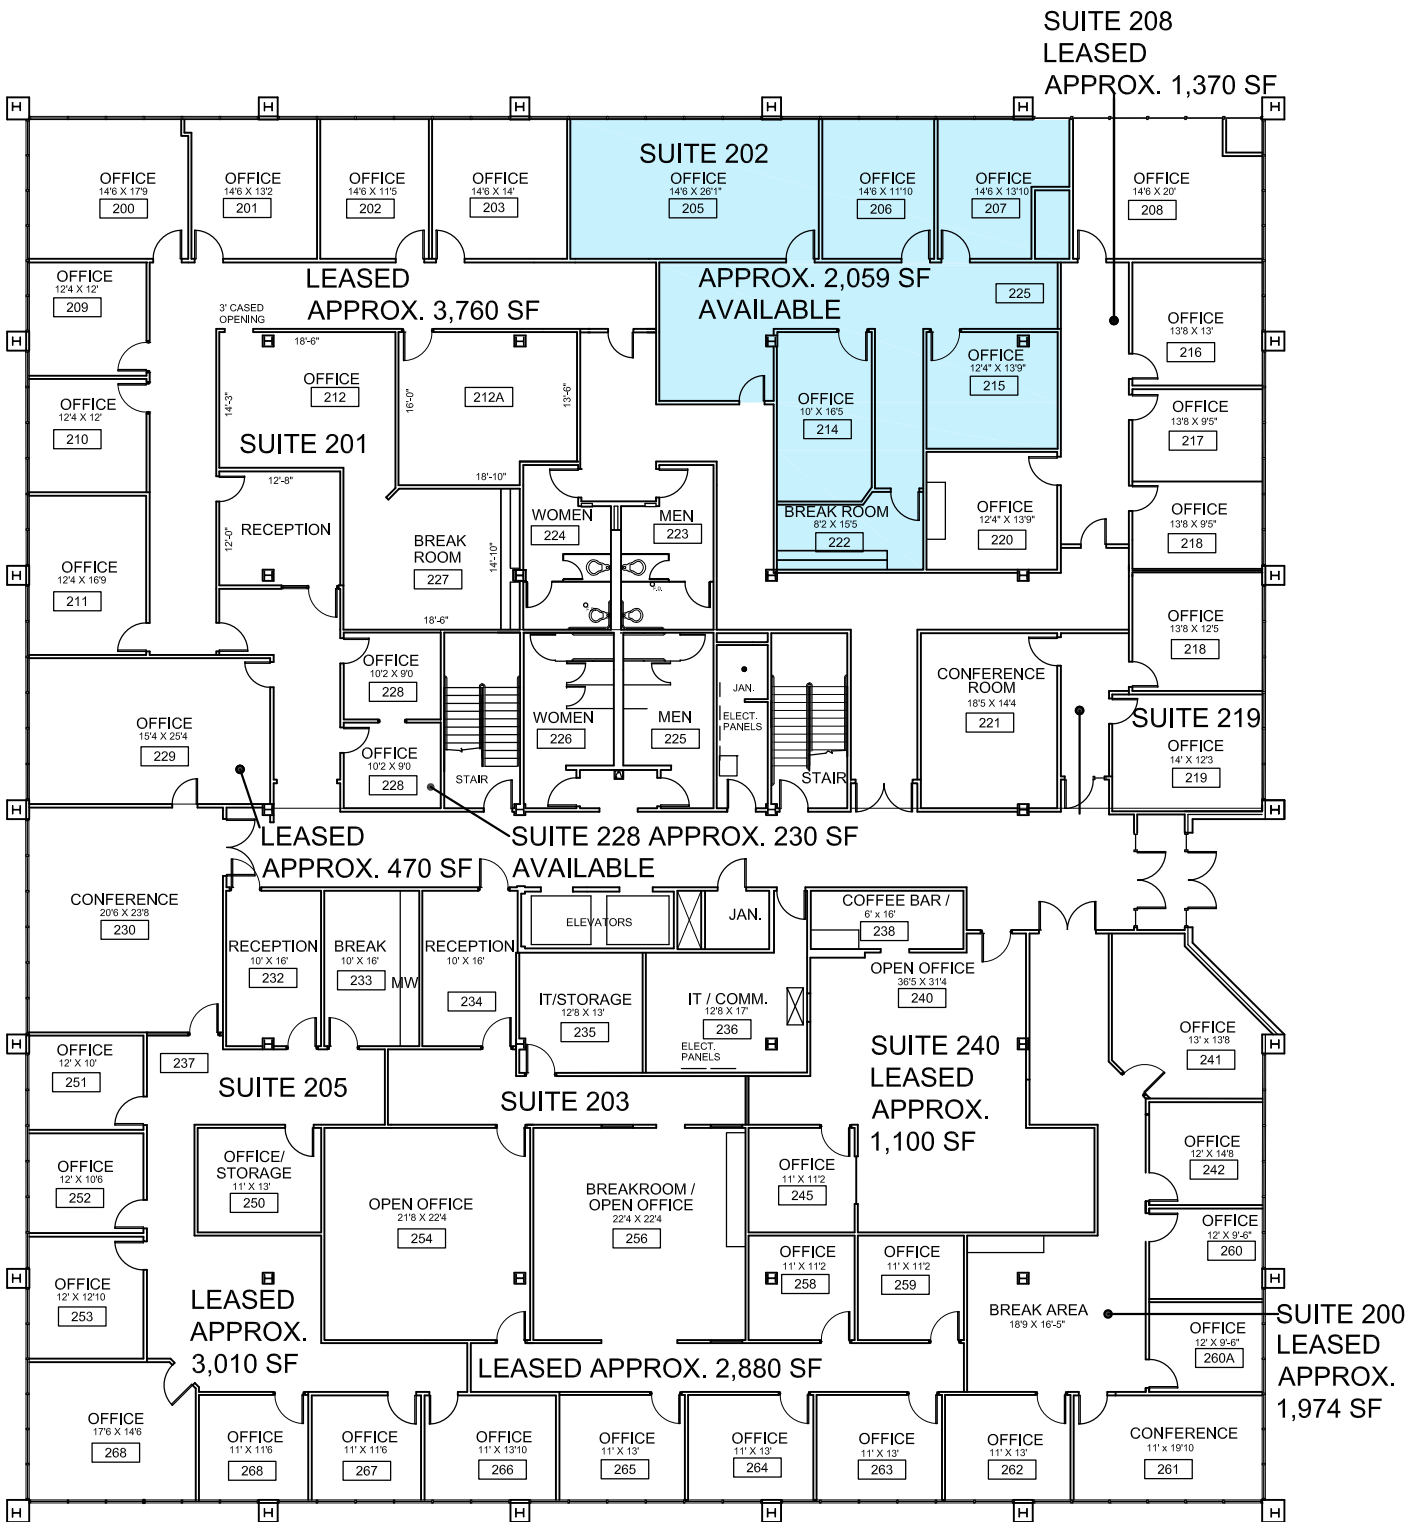 SUITE 208
LEASED
APPROX. 1,370 SF
H
H
H
H
H
H
OFFICE
14'6 X 17'9
200
OFFICE
14'6 X 13'2
201
OFFICE
14'6 X 11'5
202
OFFICE
14'6 X 14'
203
SUITE 202
OFFICE
14'6 X 26'1"
205
OFFICE
14'6 X 11'10
206
OFFICE
14'6 X 13'10
207
OFFICE
14'6 X 20'
208
OFFICE
12'4 X 12'
209
LEASED
APPROX. 3,760 SF
3' CASED
OPENING
APPROX. 2,059 SF
AVAILABLE
225
OFFICE
13'8 X 13'
216
H
H
18'-6"
OFFICE
212
14'-3"
16'-0"
212A
13'-6"
18'-10"
OFFICE
12'4" X 13'9"
215
OFFICE
10' X 16'5
214
OFFICE
12'4 X 12'
210
SUITE 201
OFFICE
13'8 X 9'5"
217
12'-8"
RECEPTION
12'-0"
BREAK
ROOM
227
14'-10"
18'-6"
WOMEN
224
MEN
223
F.D.
BREAK ROOM
8'2 X 15'5
222
OFFICE
12'4" X 13'9"
220
OFFICE
13'8 X 9'5"
218
H
H
OFFICE
12'4 X 16'9
211
OFFICE
13'8 X 12'5
218
OFFICE
10'2 X 9'0
228
OFFICE
10'2 X 9'0
228
STAIR
WOMEN
226
MEN
225
JAN.
ELECT.
PANELS
STAIR
CONFERENCE
ROOM
18'5 X 14'4
221
SUITE 219
OFFICE
14' X 12'3
219
OFFICE
15'4 X 25'4
229
H
H
LEASED
APPROX. 470 SF
SUITE 228 APPROX. 230 SF
AVAILABLE
CONFERENCE
20'6 X 23'8
230
RECEPTION
10' X 16'
232
BREAK
10' X 16'
233
MW
RECEPTION
10' X 16'
234
ELEVATORS
JAN.
COFFEE BAR /
6' x 16'
238
IT/STORAGE
12'8 X 13'
235
IT / COMM.
12'8 X 17'
236
ELECT.
PANELS
OPEN OFFICE
36'5 X 31'4
240
OFFICE
13' x 13'8
241
H
H
OFFICE
12' X 10'
251
237
SUITE 205
SUITE 203
SUITE 240
LEASED
APPROX.
1,100 SF
OFFICE
12' X 10'6
252
OFFICE/
STORAGE
11' X 13'
250
OPEN OFFICE
21'8 X 22'4
254
BREAKROOM /
OPEN OFFICE
22'4 X 22'4
256
OFFICE
11' X 11'2
245
OFFICE
12' X 14'8
242
OFFICE
12' X 9'-6"
260
OFFICE
12' X 12'10
253
OFFICE
11' X 11'2
258
OFFICE
11' X 11'2
259
H
H
LEASED
APPROX.
3,010 SF
BREAK AREA
18'9 X 16'-5"
OFFICE
12' X 9'-6"
260A
SUITE 200
LEASED
APPROX.
1,974 SF
LEASED APPROX. 2,880 SF
OFFICE
17'6 X 14'6
268
OFFICE
11' X 11'6
268
OFFICE
11' X 11'6
267
OFFICE
11' X 13'10
266
OFFICE
11' X 13'
265
OFFICE
11' X 13'
264
OFFICE
11' X 13'
263
OFFICE
11' X 13'
262
CONFERENCE
11' x 19'10
261
H
H
H
H
H
H